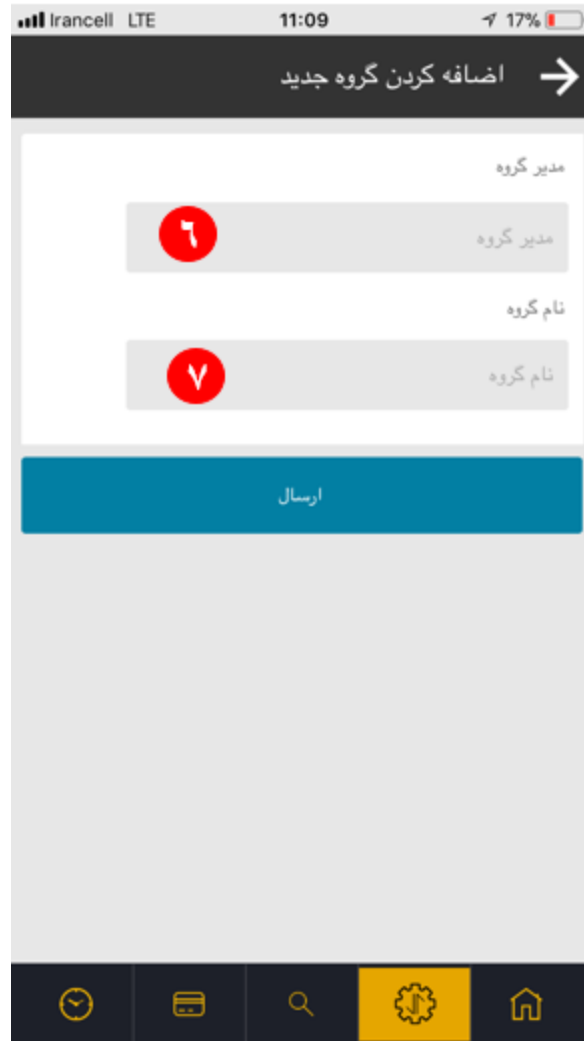 Irancell LTE 11:09 17%
اضافه کردن گروه جدید
مدیر گروه
مدیر گروه ٦
نام گروه
نام گروه ٧
ارسال